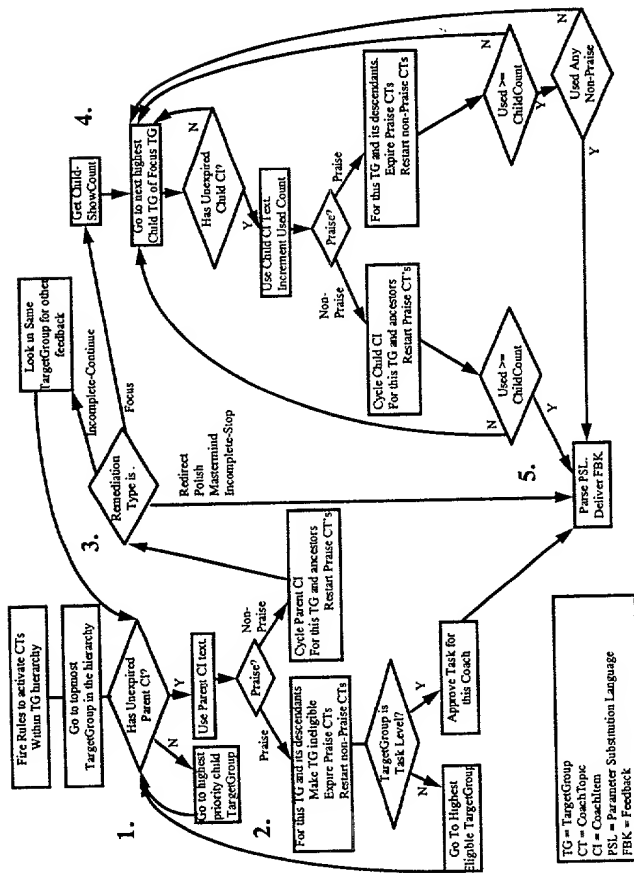 Fire Rules to activate CTs
Within TG hierarchy
Go to topmost
TargetGroup in the hierarchy
1.
Has Unexpired
Parent CI?
N
Y
Go to highest
priority child
TargetGroup
Use Parent CI text.
2.
Praise?
Praise
Non-
Praise
For this TG and its descendants
Make TG ineligible
Expire Praise CTs
Restart non-Praise CTs
Cycle Parent CI
For this TG and ancestors
Restart Praise CT's
TargetGroup is
Task Level?
N
Y
Go To Highest
Eligible TargetGroup
Approve Task for
this Coach
3.
Remediation
Type is .
Look in Same
TargetGroup for other
feedback
Incomplete-Continue
Focus
Redirect
Polish
Mastermind
Incomplete-Stop
4.
Get Child-
ShowCount
Go to next highest
Child TG of Focus TG
Has Unexpired
Child CI?
N
Y
Use Child CI Text.
Increment Used Count
Praise?
Non-
Praise
Praise
Cycle Child CI
For this TG and ancestors
Restart Praise CT's
For this TG and its descendants.
Expire Praise CTs
Restart non-Praise CTs
Used >=
ChildCount
N
Y
Used >=
ChildCount
N
Y
Used Any
Non-Praise
N
Y
5.
Parse PSL.
Deliver FBK.
TG = TargetGroup
CT = CoachTopic
CI = CoachItem
PSL = Parameter Substitution Language
FBK = Feedback